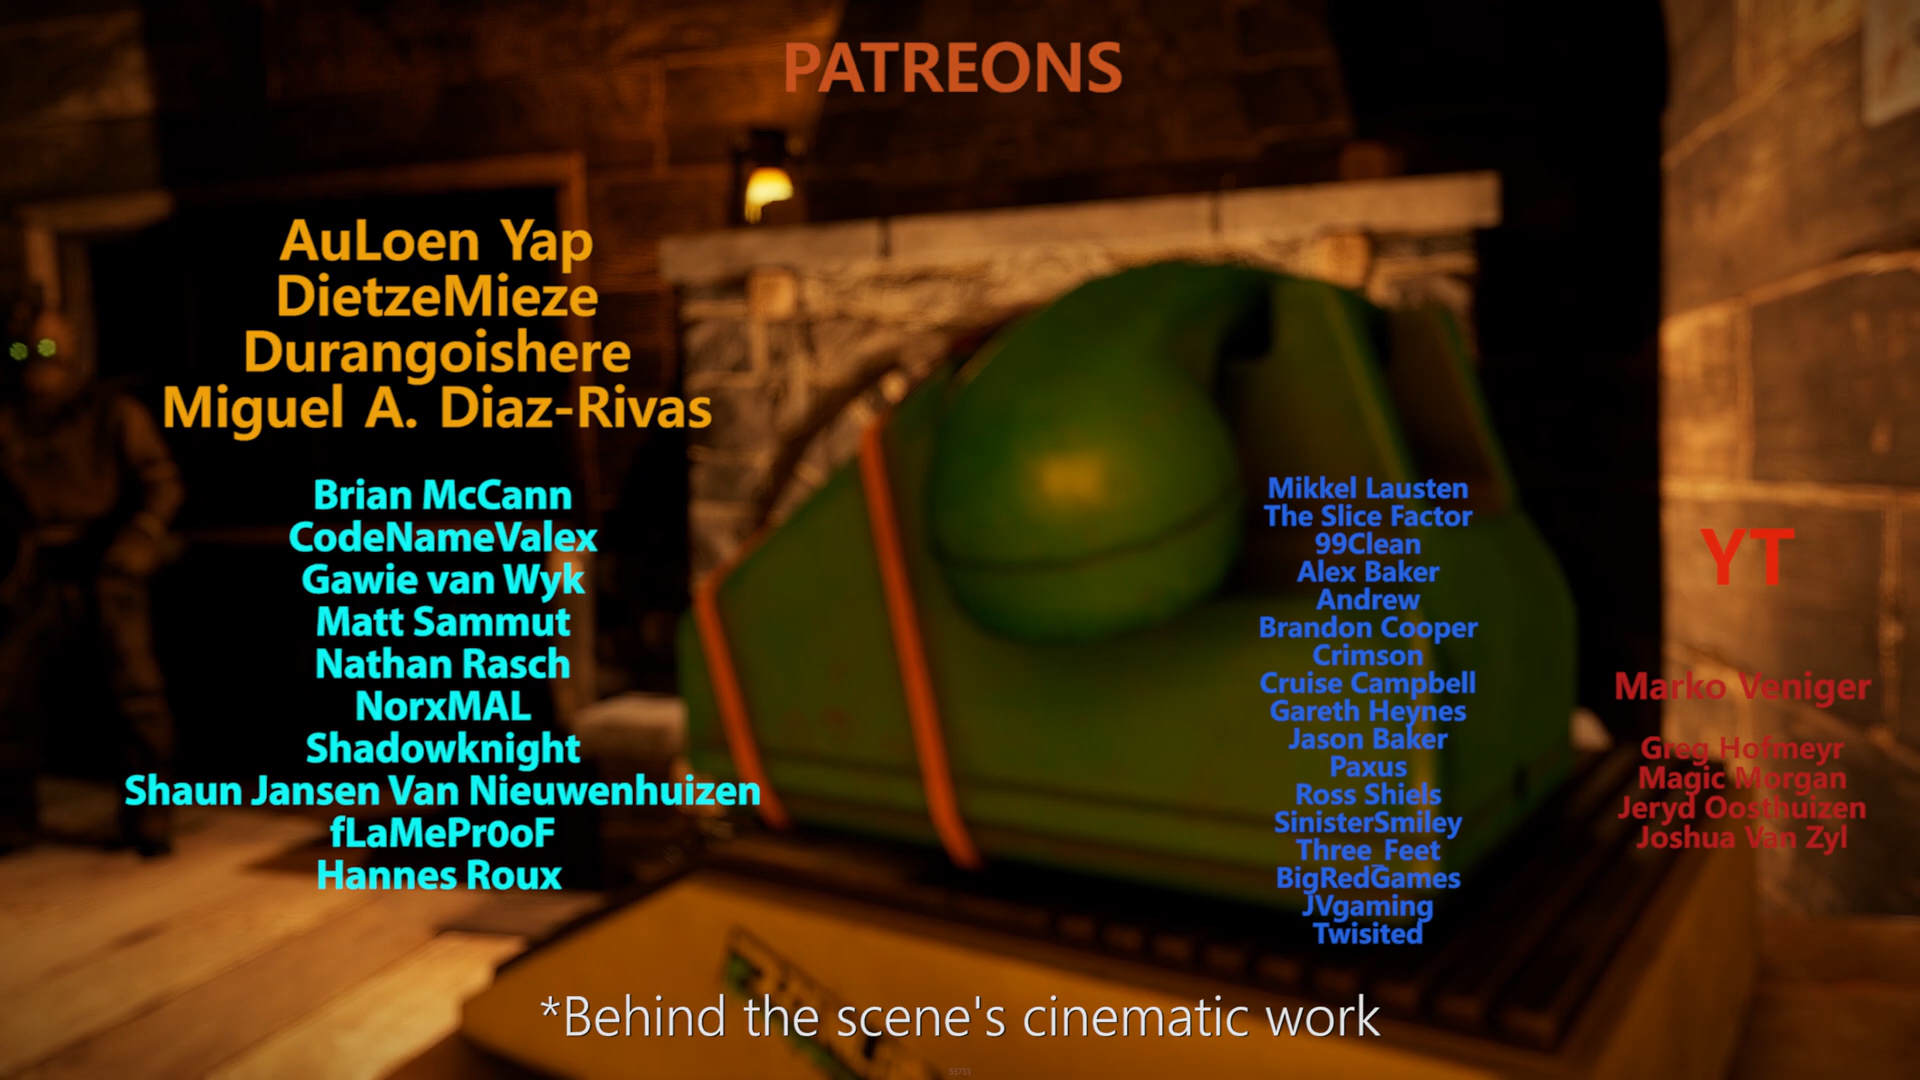 PATREONS
AuLoen Yap
DietzeMieze
Durangoishere
Miguel A. Diaz-Rivas
Brian McCann
CodeNameValex
Gawie van Wyk
Matt Sammut
Nathan Rasch
NorxMAL
Shadowknight
Shaun Jansen Van Nieuwenhuizen
fLaMePr0oF
Hannes Roux
Mikkel Lausten
The Slice Factor
99Clean
Alex Baker
Andrew
Brandon Cooper
Crimson
Cruise Campbell
Gareth Heynes
Jason Baker
Paxus
Ross Shiels
SinisterSmiley
Three_Feet
BigRedGames
JVgaming
Twisited
YT
Marko Veniger
Greg Hofmeyr
Magic Morgan
Jeryd Oosthuizen
Joshua Van Zyl
*Behind the scene's cinematic work